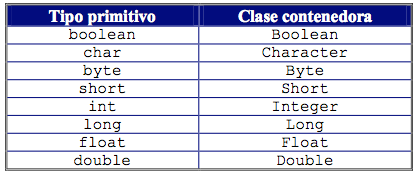 Tipo primitivo Clase contenedora
boolean Boolean
char Character
byte Byte
short Short
int Integer
long Long
float Float
double Double